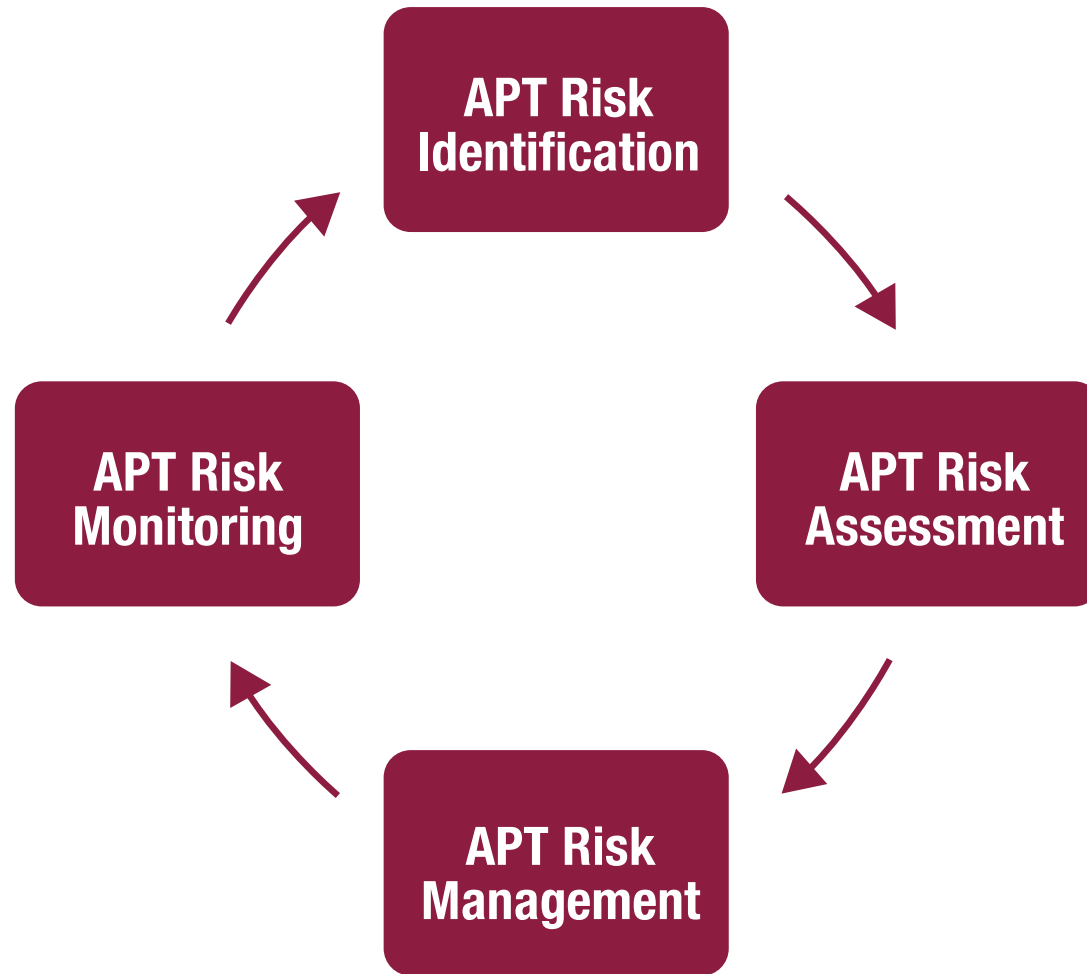 APT Risk
Identification
APT Risk
Monitoring
APT Risk
Assessment
APT Risk
Management